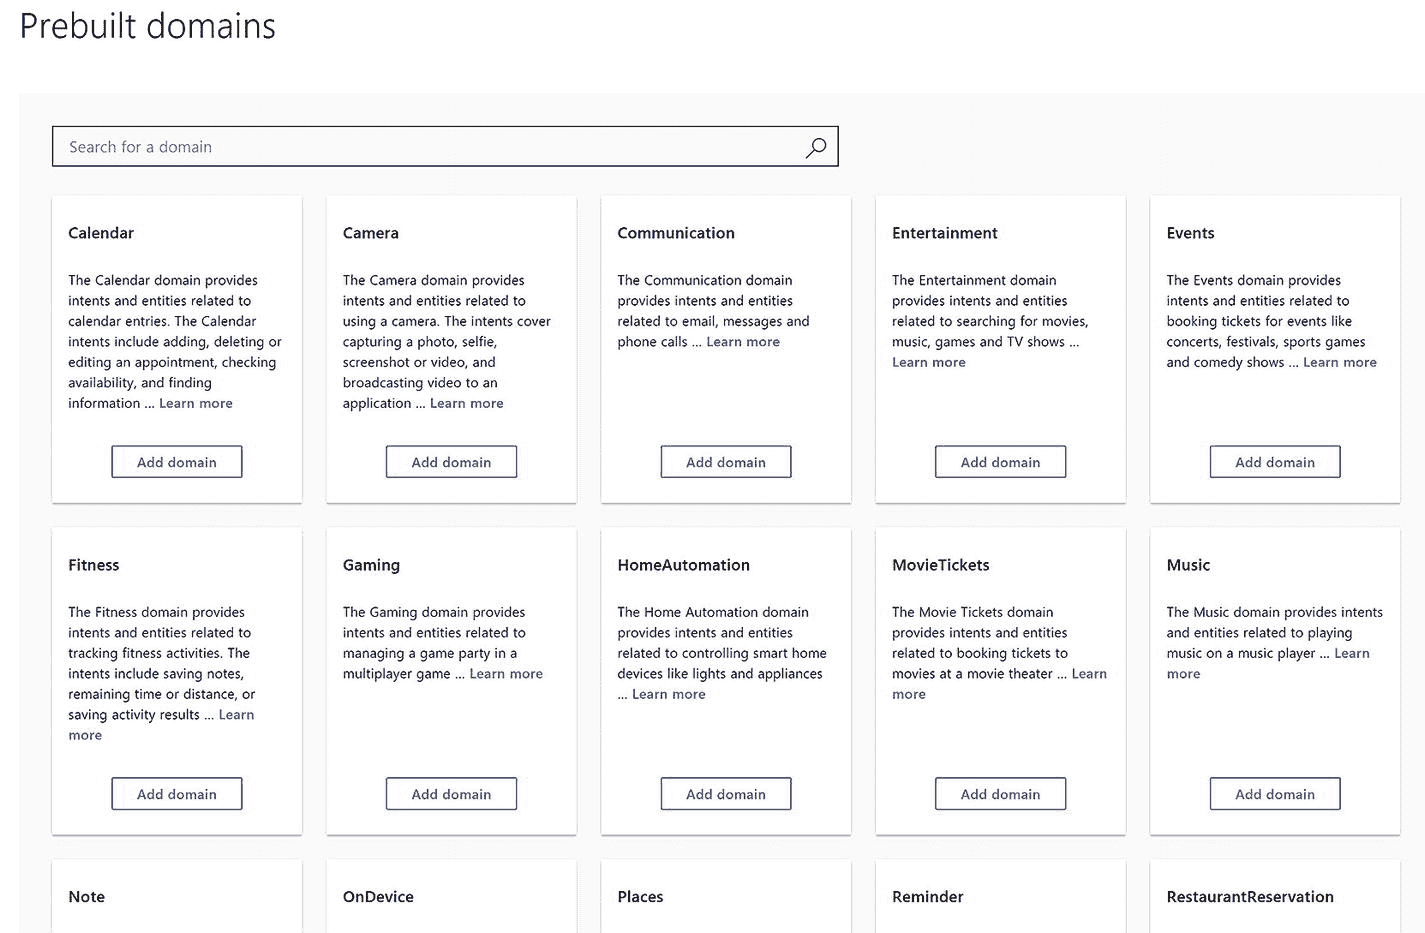 Prebuilt domains
Search for a domain
Calendar
The Calendar domain provides
intents and entities related to
calendar entries. The Calendar
intents include adding, deleting or
editing an appointment, checking
availability, and finding
information ... Learn more
Add domain
Camera
The Camera domain provides
intents and entities related to
using a camera. The intents cover
capturing a photo, selfie,
screenshot or video, and
broadcasting video to an
application ... Learn more
Add domain
Communication
The Communication domain
provides intents and entities
related to email, messages and
phone calls ... Learn more
Add domain
Entertainment
The Entertainment domain
provides intents and entities
related to searching for movies,
music, games and TV shows ...
Learn more
Add domain
Events
The Events domain provides
intents and entities related to
booking tickets for events like
concerts, festivals, sports games
and comedy shows ... Learn more
Add domain
Fitness
The Fitness domain provides
intents and entities related to
tracking fitness activities. The
intents include saving notes,
remaining time or distance, or
saving activity results ... Learn
more
Add domain
Gaming
The Gaming domain provides
intents and entities related to
managing a game party in a
multiplayer game ... Learn more
Add domain
HomeAutomation
The Home Automation domain
provides intents and entities
related to controlling smart home
devices like lights and appliances
... Learn more
Add domain
MovieTickets
The Movie Tickets domain
provides intents and entities
related to booking tickets to
movies at a movie theater ... Learn
more
Add domain
Music
The Music domain provides intents
and entities related to playing
music on a music player ... Learn
more
Add domain
Note
OnDevice
Places
Reminder
RestaurantReservation